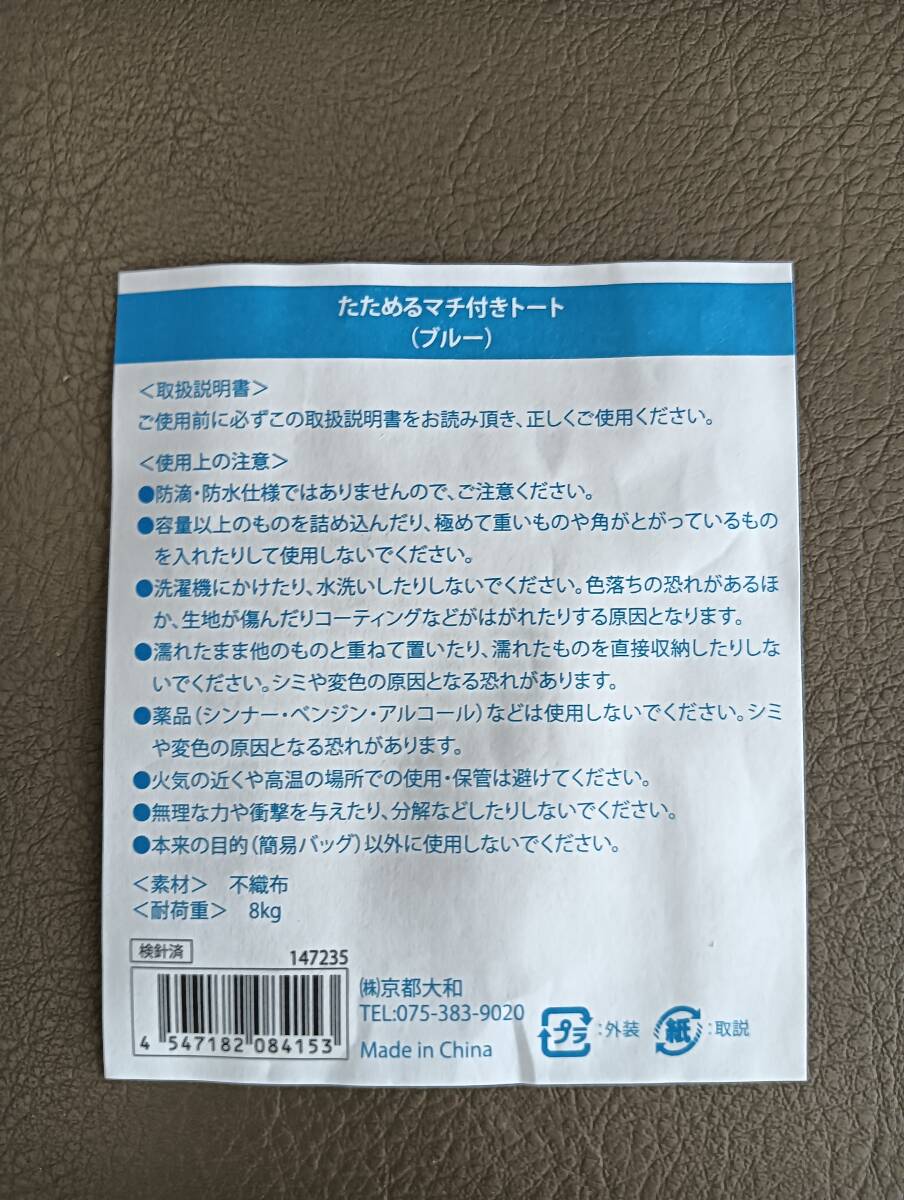 たためるマチ付きトート
（ブルー）
＜取扱説明書＞
ご使用前に必ずこの取扱説明書をお読み頂き、正しくご使用ください。
＜使用上の注意＞
●防滴・防水仕様ではありませんので、ご注意ください。
●容量以上のものを詰め込んだり、極めて重いものや角がとがっているもの
を入れたりして使用しないでください。
●洗濯機にかけたり、水洗いしたりしないでください。色落ちの恐れがあるほ
か、生地が傷んだりコーティングなどがはがれたりする原因となります。
●濡れたまま他のものと重ねて置いたり、濡れたものを直接収納したりしな
いでください。シミや変色の原因となる恐れがあります。
●薬品（シンナー・ベンジン・アルコール）などは使用しないでください。シミ
や変色の原因となる恐れがあります。
●火気の近くや高温の場所での使用・保管は避けてください。
●無理な力や衝撃を与えたり、分解などしたりしないでください。
●本来の目的（簡易バッグ）以外に使用しないでください。
＜素材＞ 不織布
＜耐荷重＞ 8kg
検針済 147235
4 547182 084153
㈱京都大和
TEL:075-383-9020
Made in China
プラ :外装 紙 :取説